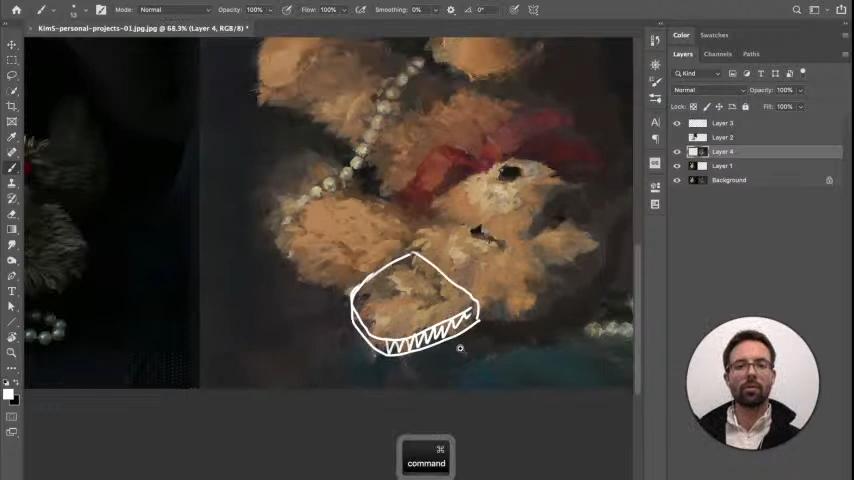 Mode: Normal Opacity: 100% Flow: 100% Smoothing: 0% 0°
13
× KimS-personal-projects-01.jpg.jpg @ 68.3% (Layer 4, RGB/8) *
Color Swatches
Layers Channels Paths
Kind
Normal Opacity: 100%
Lock: Fill: 100%
Layer 3
Layer 2
Layer 4
Layer 1
Background
⌘
command